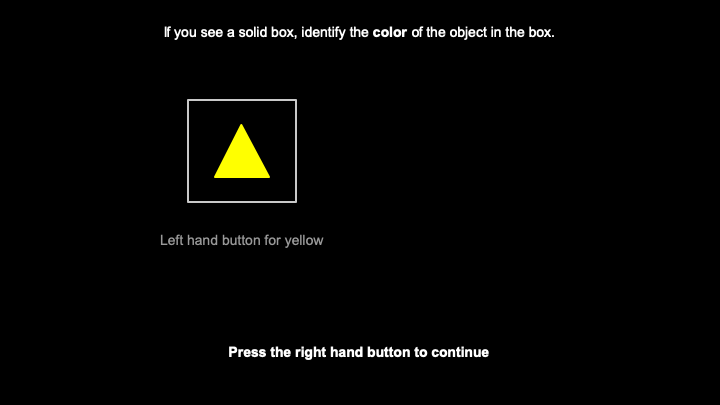 If you see a solid box, identify the color of the object in the box.
Left hand button for yellow
Press the right hand button to continue